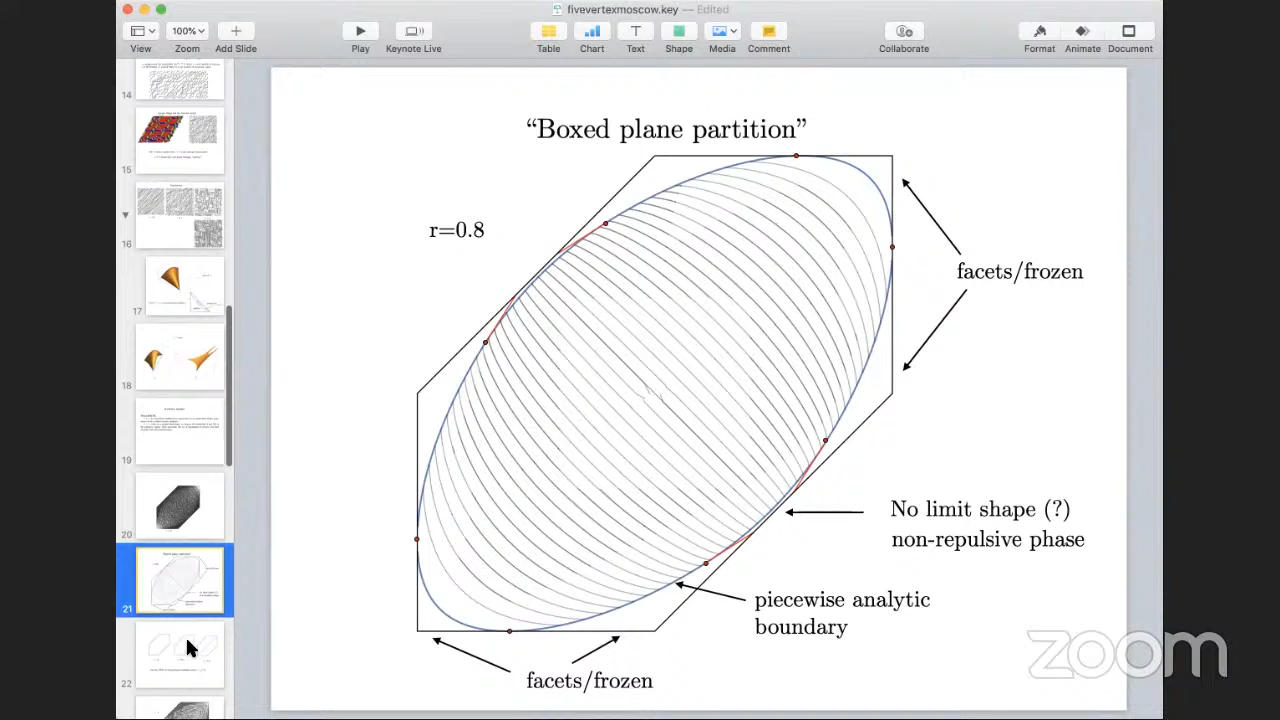 fivevertexmoscow.key — Edited
100%
View Zoom Add Slide Play Keynote Live Table Chart Text Shape Media Comment Collaborate Format Animate Document
14
15
16
17
18
19
20
21
22
“Boxed plane partition”
r=0.8
facets/frozen
No limit shape (?)
non-repulsive phase
piecewise analytic
boundary
facets/frozen
zoom